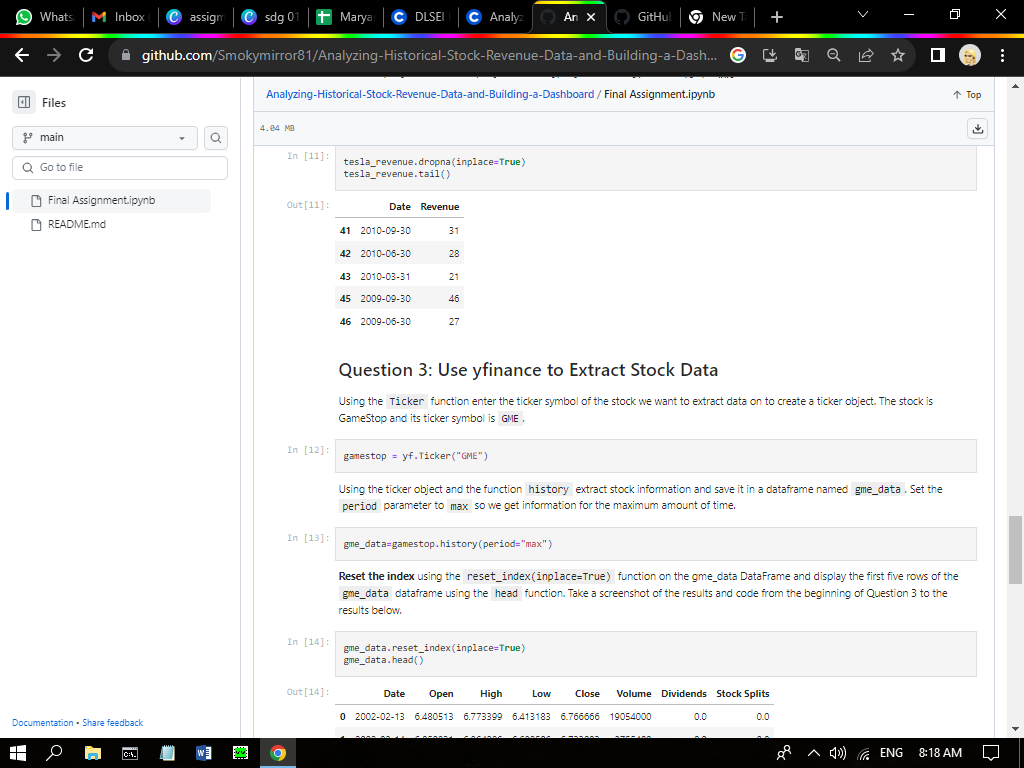 Whats
Inbox
assigm
sdg 01
Marya
DLSEI
Analyz
An
GitHu
New T
github.com/Smokymirror81/Analyzing-Historical-Stock-Revenue-Data-and-Building-a-Dash...
Files
main
Go to file
Final Assignment.ipynb
README.md
Documentation • Share feedback
Analyzing-Historical-Stock-Revenue-Data-and-Building-a-Dashboard / Final Assignment.ipynb
Top
4.04 MB
In [11]:
tesla_revenue.dropna(inplace=True)
tesla_revenue.tail()
Out[11]:
Date Revenue
41 2010-09-30 31
42 2010-06-30 28
43 2010-03-31 21
45 2009-09-30 46
46 2009-06-30 27
Question 3: Use yfinance to Extract Stock Data
Using the Ticker function enter the ticker symbol of the stock we want to extract data on to create a ticker object. The stock is
GameStop and its ticker symbol is GME .
In [12]:
gamestop = yf.Ticker("GME")
Using the ticker object and the function history extract stock information and save it in a dataframe named gme_data . Set the
period parameter to max so we get information for the maximum amount of time.
In [13]:
gme_data=gamestop.history(period="max")
Reset the index using the reset_index(inplace=True) function on the gme_data DataFrame and display the first five rows of the
gme_data dataframe using the head function. Take a screenshot of the results and code from the beginning of Question 3 to the
results below.
In [14]:
gme_data.reset_index(inplace=True)
gme_data.head()
Out[14]:
Date Open High Low Close Volume Dividends Stock Splits
0 2002-02-13 6.480513 6.773399 6.413183 6.766666 19054000 0.0 0.0
ENG
8:18 AM